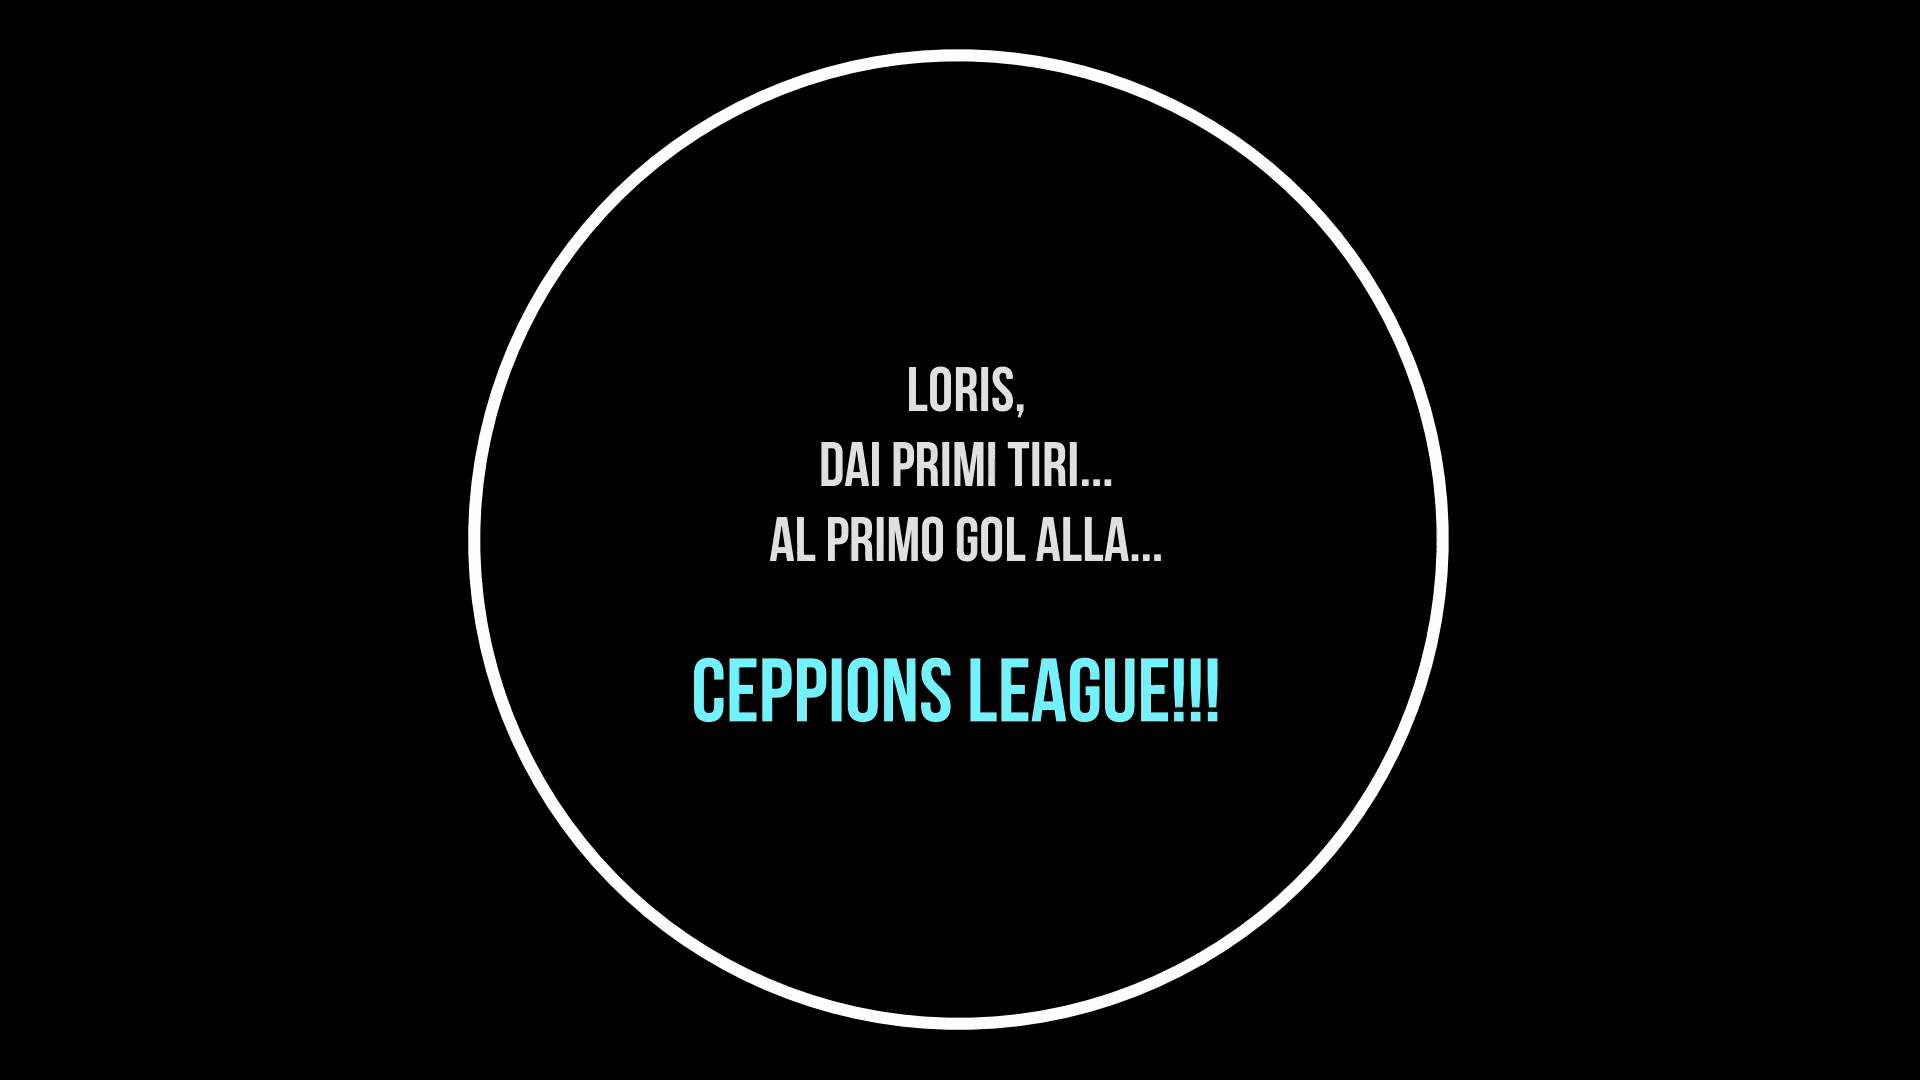 LORIS,
DAI PRIMI TIRI...
AL PRIMO GOL ALLA...
CEPPIONS LEAGUE!!!